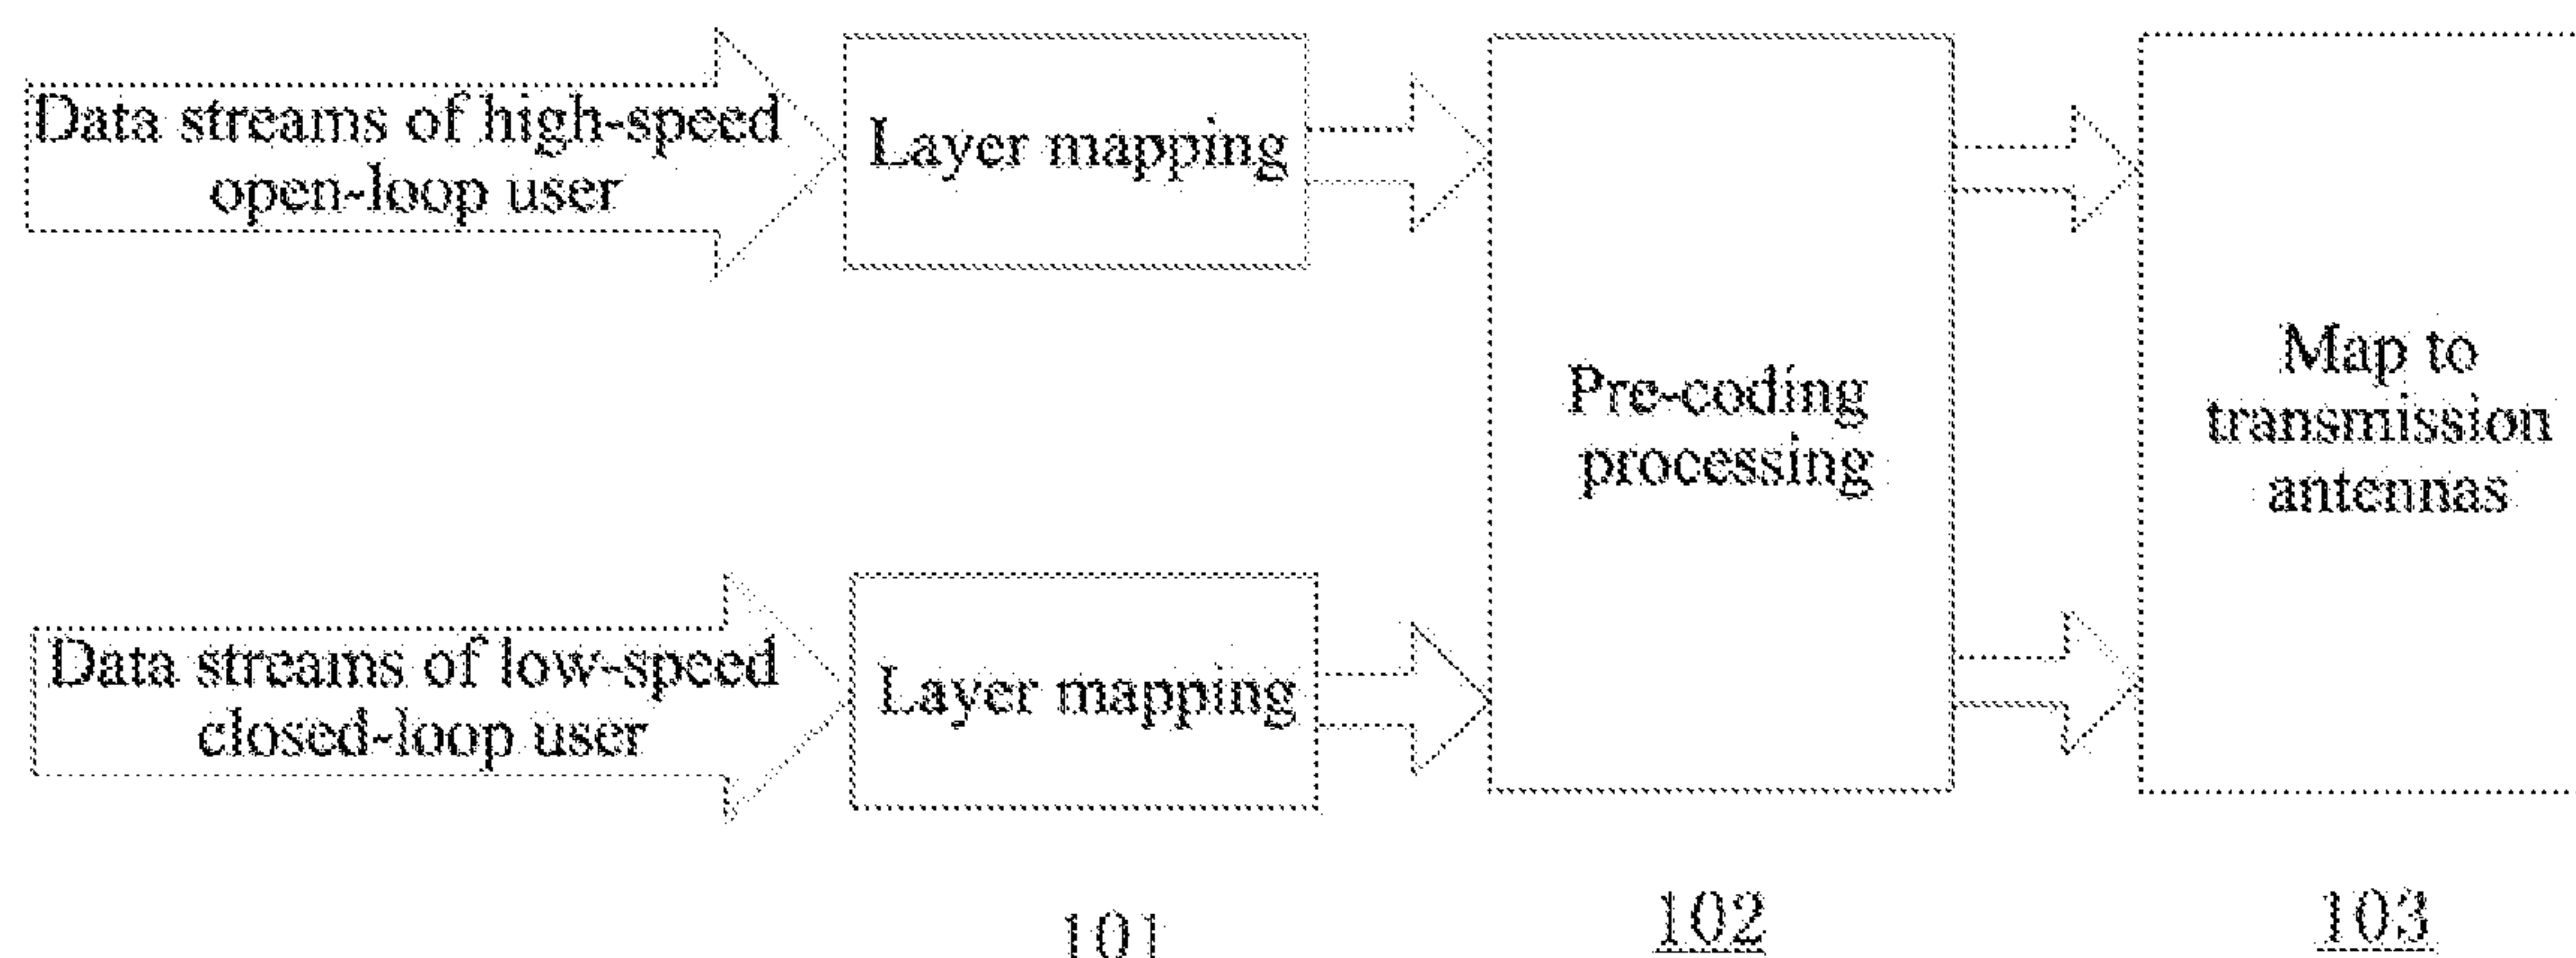 Data streams of high-speed
open-loop user
Layer mapping
Pre-coding
processing
Map to
transmission
antennas
Data streams of low-speed
closed-loop user
Layer mapping
101
102
103